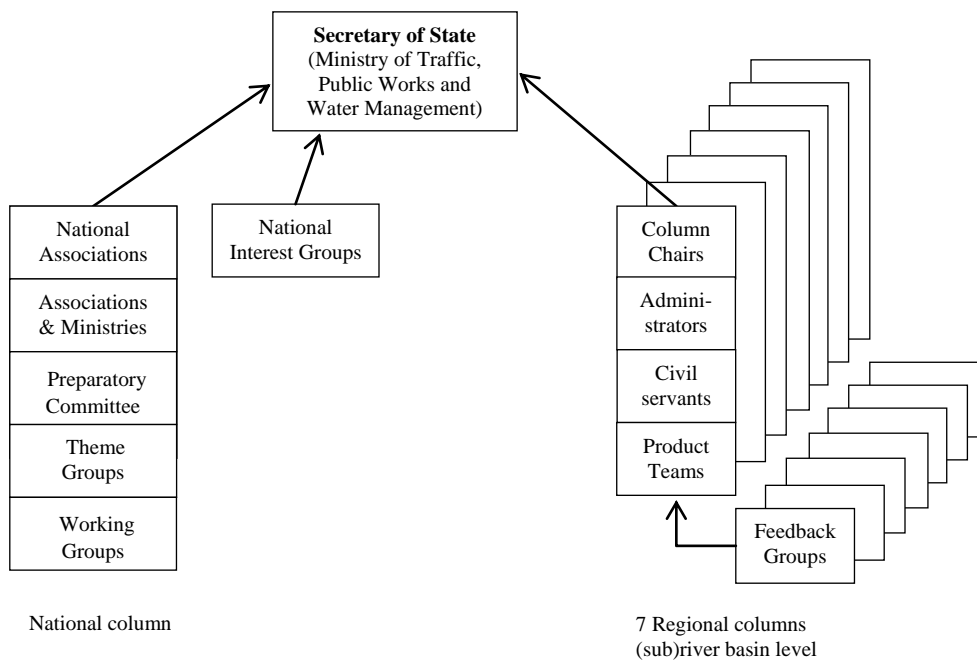 Secretary of State
(Ministry of Traffic,
Public Works and
Water Management)
National
Associations
Associations
& Ministries
Preparatory
Committee
Theme
Groups
Working
Groups
National
Interest Groups
Column
Chairs
Admini-
strators
Civil
servants
Product
Teams
Feedback
Groups
National column
7 Regional columns
(sub)river basin level